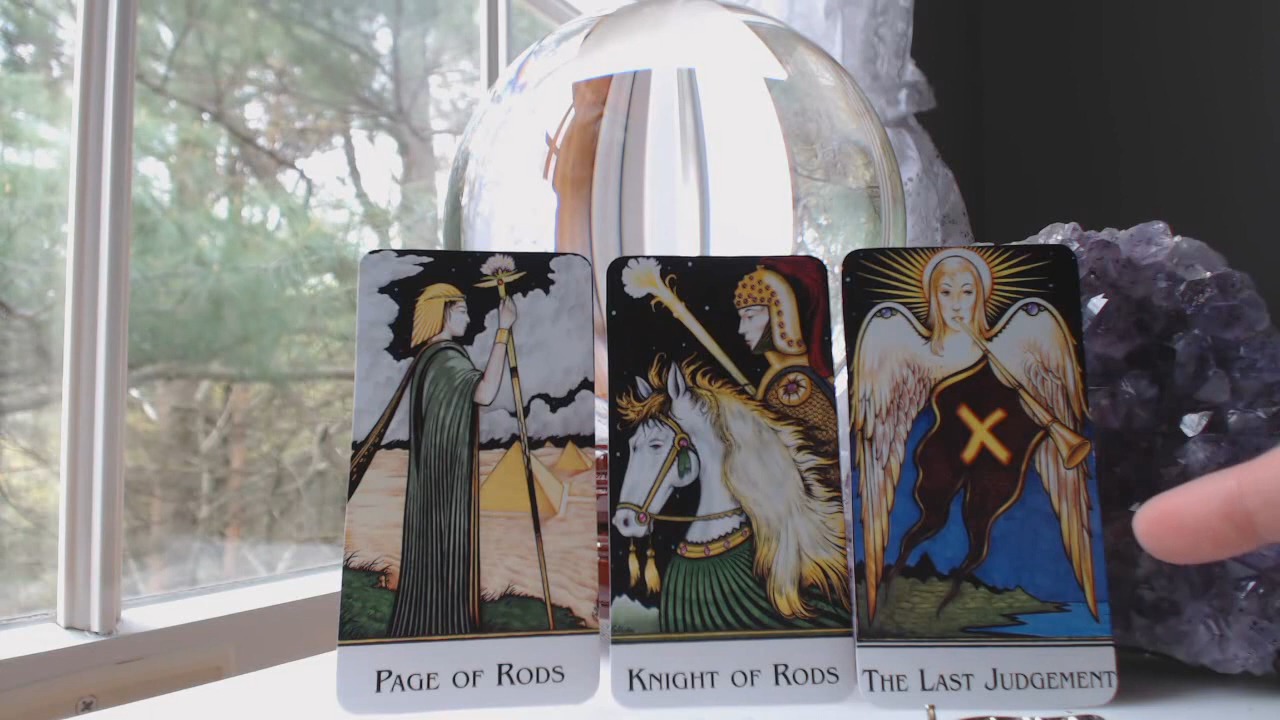 Page of Rods
Knight of Rods
The Last Judgement
X